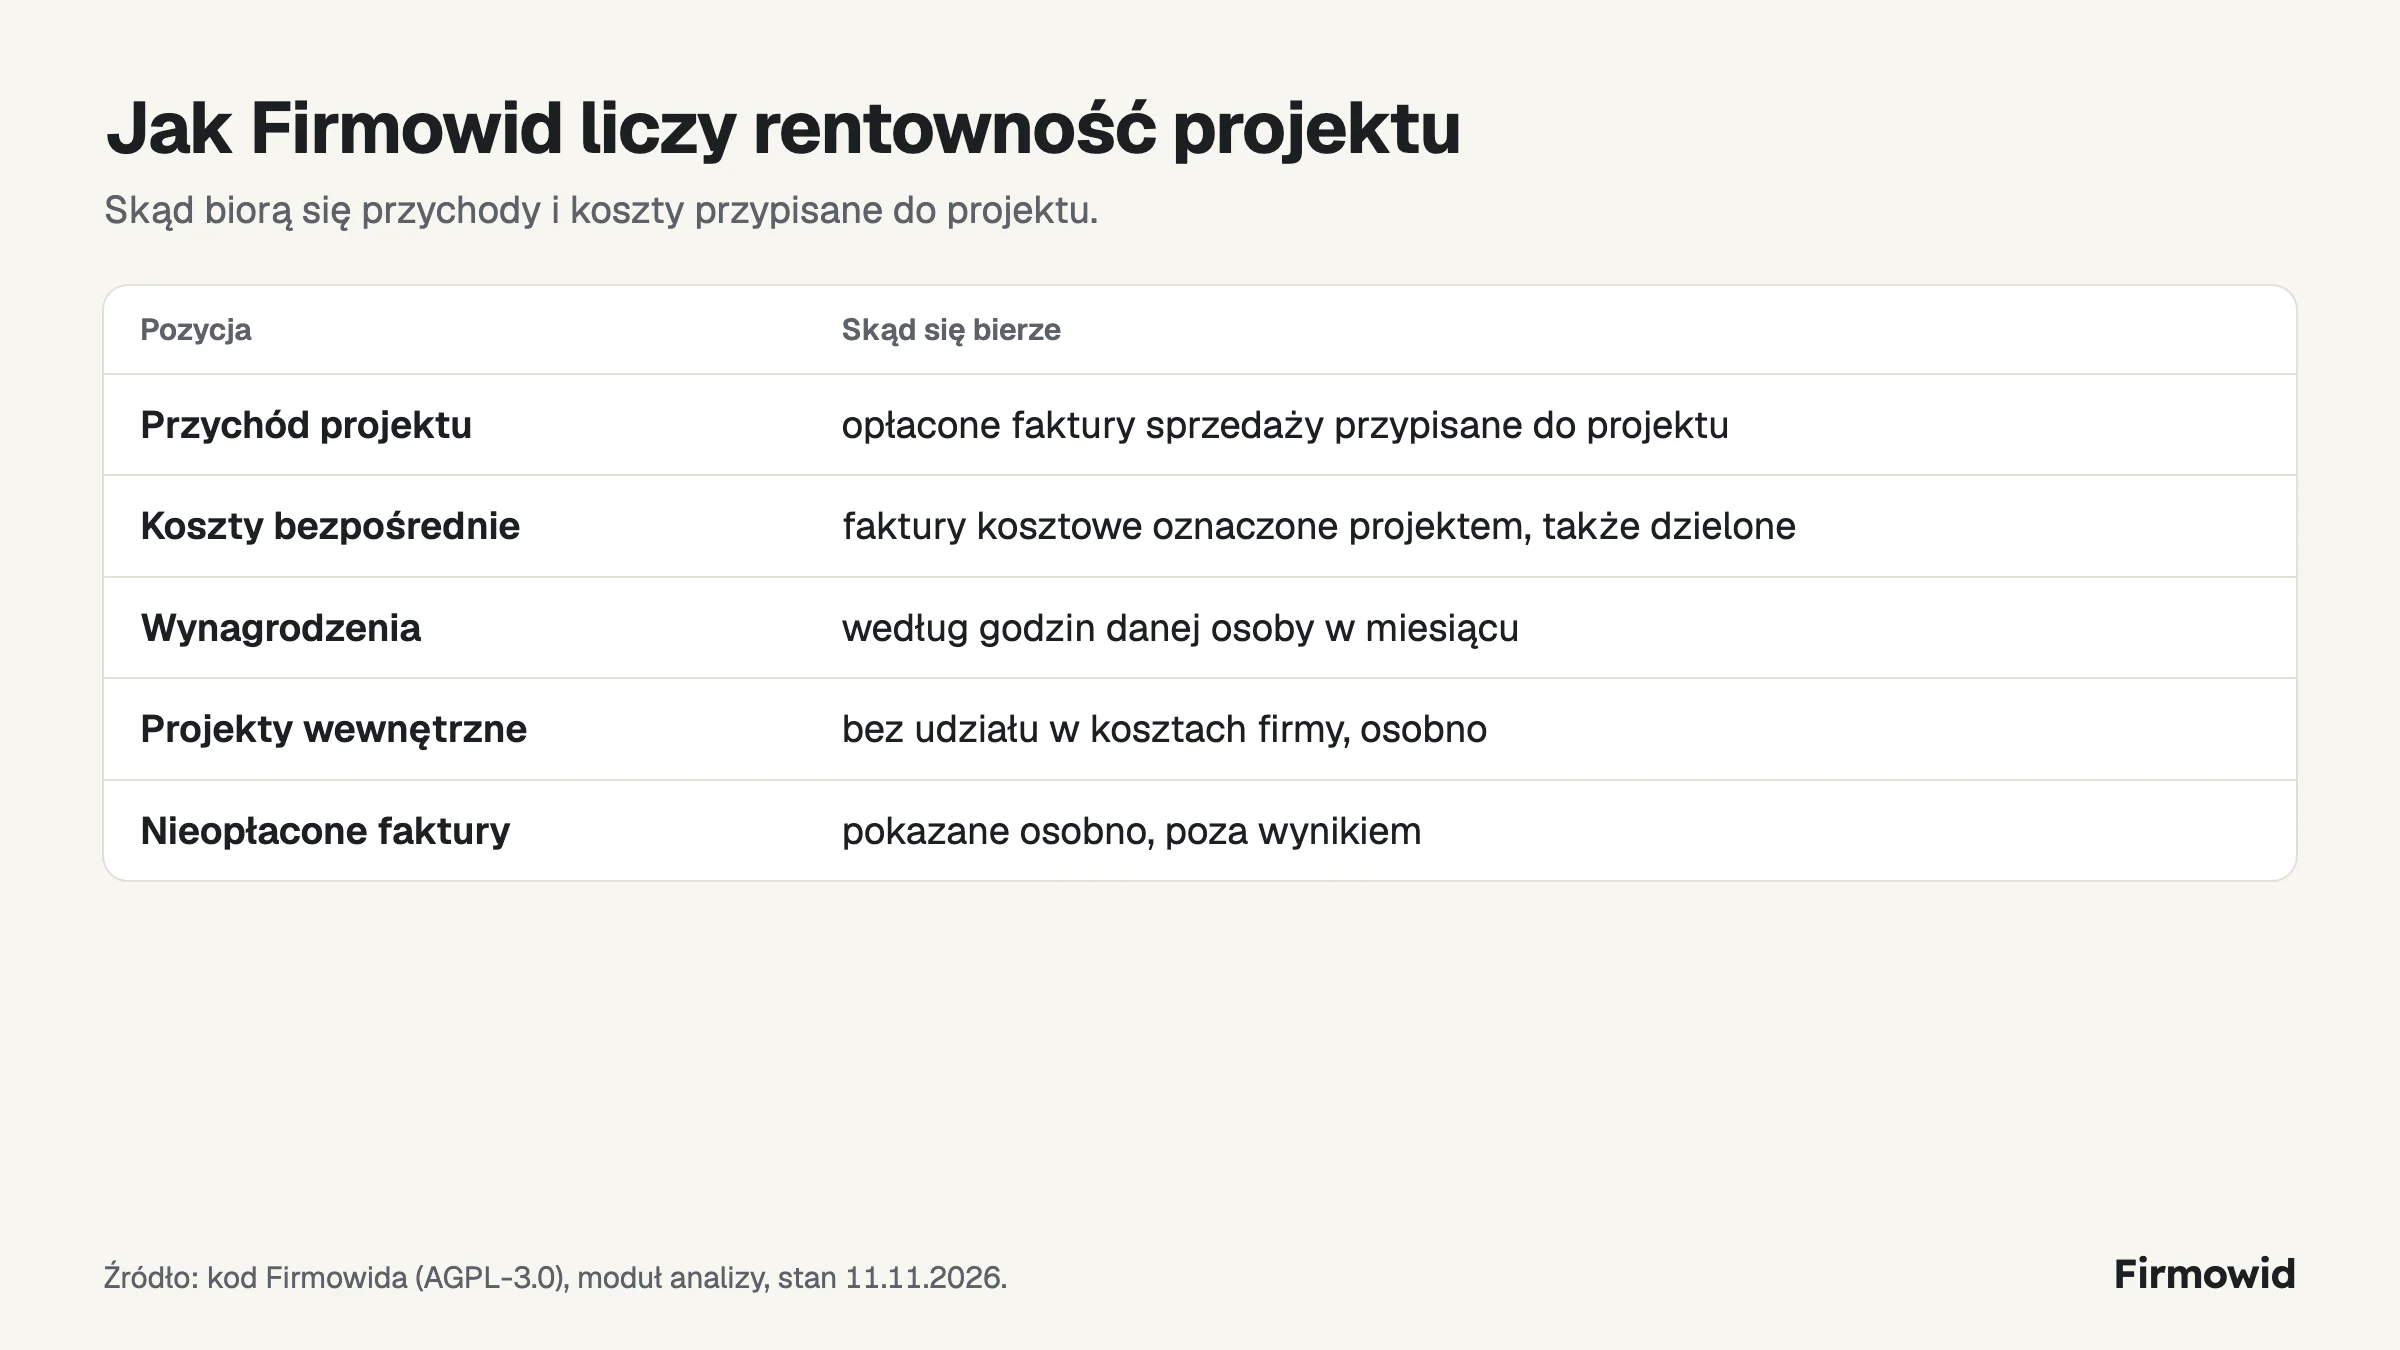 Jak Firmowid liczy rentowność projektu
Skąd biorą się przychody i koszty przypisane do projektu.
Pozycja Skąd się bierze
Przychód projektu opłacone faktury sprzedaży przypisane do projektu
Koszty bezpośrednie faktury kosztowe oznaczone projektem, także dzielone
Wynagrodzenia według godzin danej osoby w miesiącu
Projekty wewnętrzne bez udziału w kosztach firmy, osobno
Nieopłacone faktury pokazane osobno, poza wynikiem
Źródło: kod Firmowida (AGPL-3.0), moduł analizy, stan 11.11.2026.
Firmowid